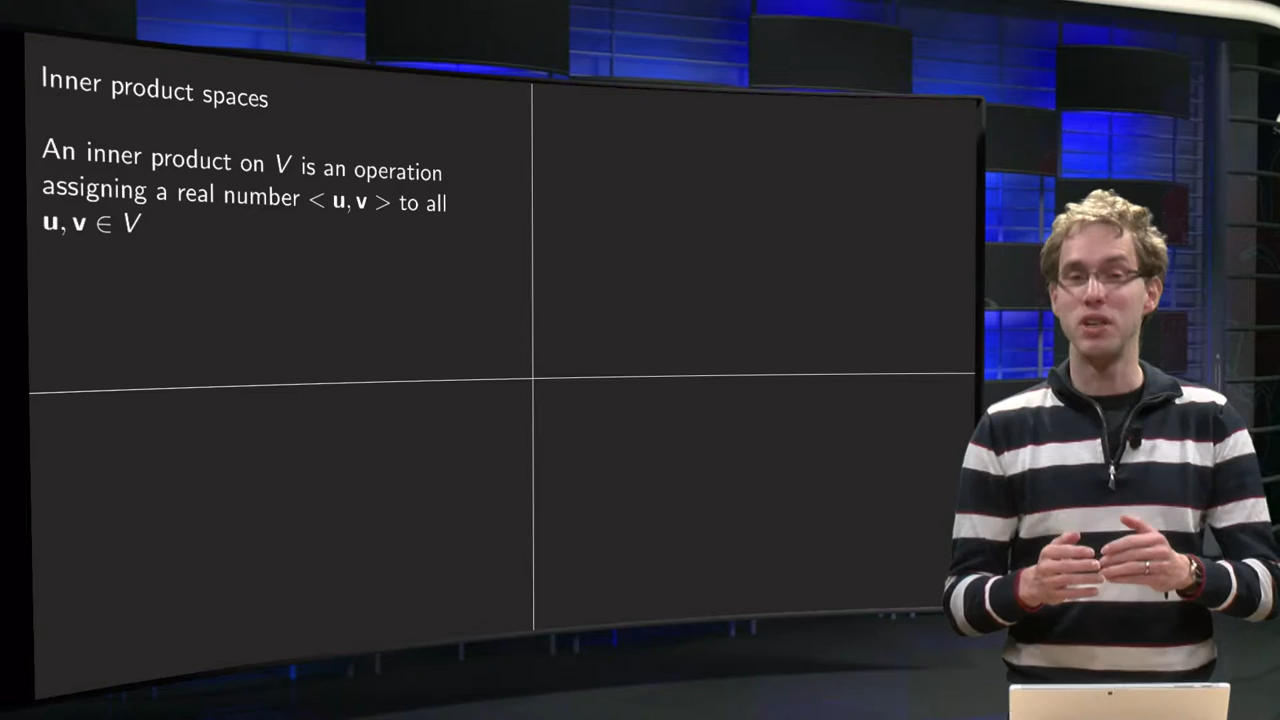 Inner product spaces
An inner product on V is an operation
assigning a real number < u, v > to all
u, v ∈ V